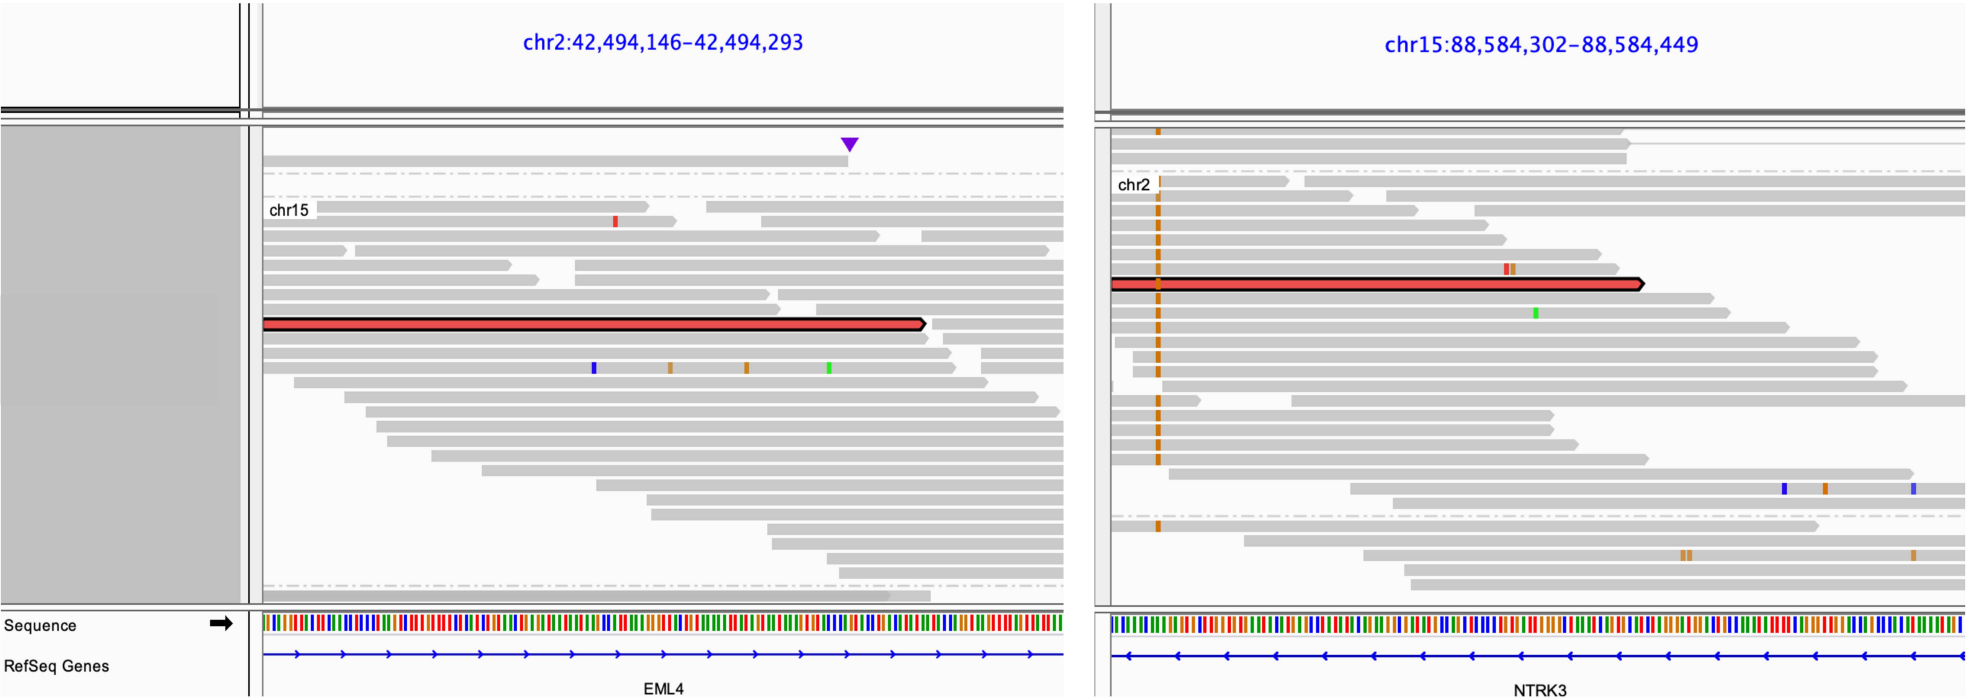 chr2:42,494,146–42,494,293
chr15:88,584,302–88,584,449
chr15
chr2
Sequence
RefSeq Genes
EML4
NTRK3